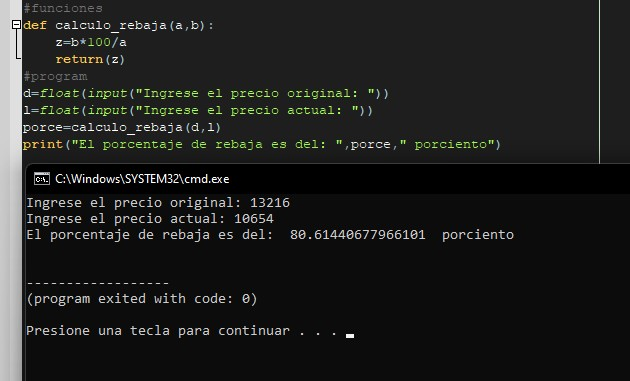 #funciones
def calculo_rebaja(a,b):
    z=b*100/a
    return(z)
#program
d=float(input("Ingrese el precio original: "))
l=float(input("Ingrese el precio actual: "))
porce=calculo_rebaja(d,l)
print("El porcentaje de rebaja es del: ",porce," porciento")
C:\Windows\SYSTEM32\cmd.exe
Ingrese el precio original: 13216
Ingrese el precio actual: 10654
El porcentaje de rebaja es del:  80.61440677966101  porciento
------------------
(program exited with code: 0)
Presione una tecla para continuar . . .